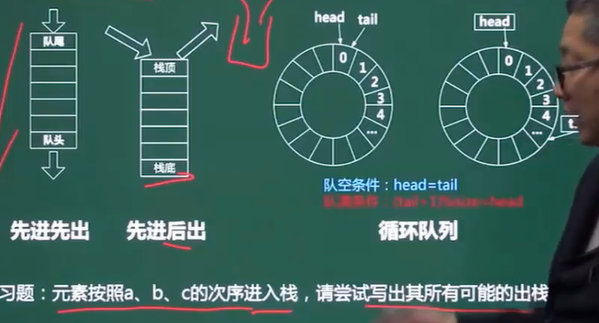 head tail
head
队尾
栈顶
0
1
2
3
4
...
0
1
2
3
4
...
队头
栈底
t
队空条件：head=tail
队满条件：(tail+1)%size=head
先进先出
先进后出
循环队列
习题：元素按照a、b、c的次序进入栈，请尝试写出其所有可能的出栈